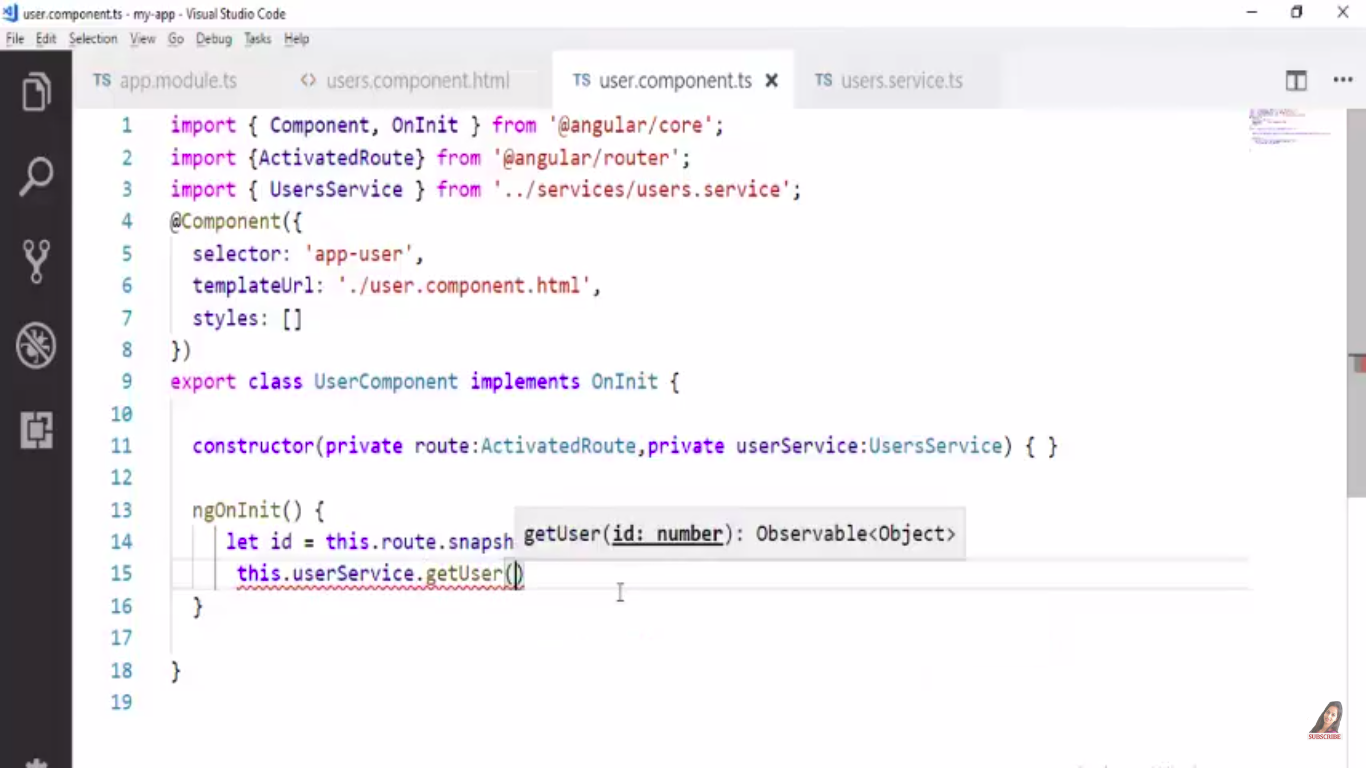 user.component.ts - my-app - Visual Studio Code
File Edit Selection View Go Debug Tasks Help
TS app.module.ts <> users.component.html TS user.component.ts × TS users.service.ts
1 import { Component, OnInit } from '@angular/core';
2 import {ActivatedRoute} from '@angular/router';
3 import { UsersService } from '../services/users.service';
4 @Component({
5 selector: 'app-user',
6 templateUrl: './user.component.html',
7 styles: []
8 })
9 export class UserComponent implements OnInit {
10
11 constructor(private route:ActivatedRoute,private userService:UsersService) { }
12
13 ngOnInit() {
getUser(id: number): Observable<Object>
14 let id = this.route.snapsh
15 this.userService.getUser()
16 }
17
18 }
19
SUBSCRIBE